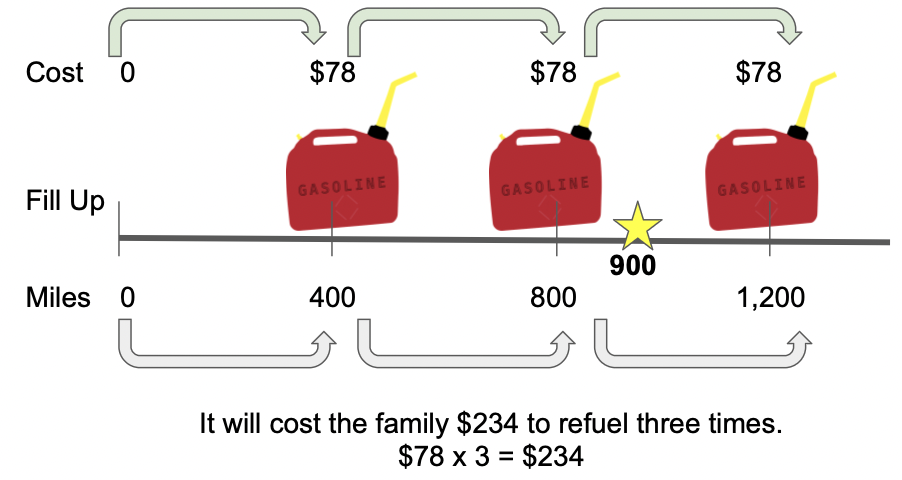 Cost 0 $78 $78 $78
GASOLINE GASOLINE GASOLINE
Fill Up
900
Miles 0 400 800 1,200
It will cost the family $234 to refuel three times.
$78 x 3 = $234